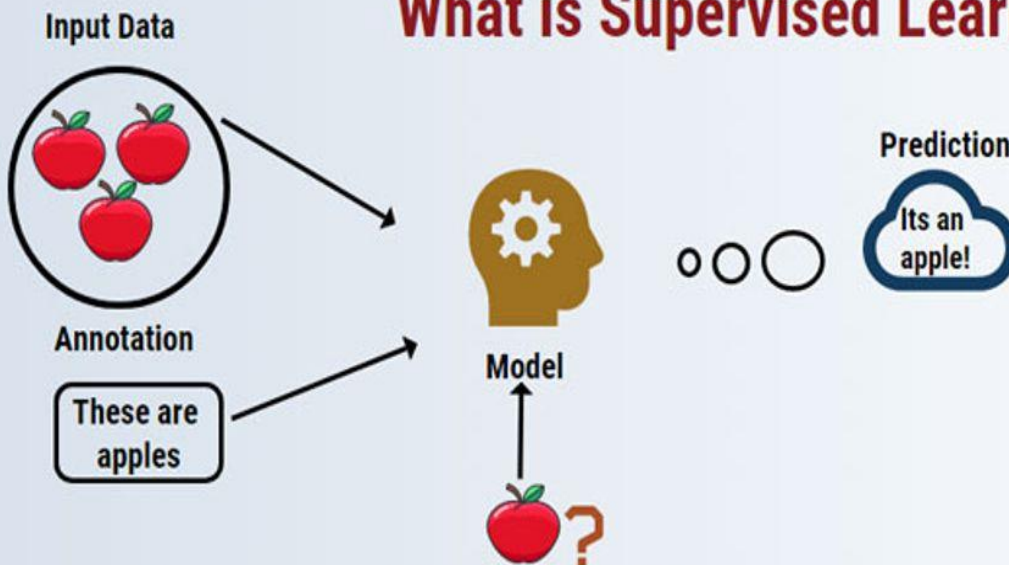 What is Supervised Lear
Input Data
Annotation
These are
apples
Model
?
Prediction
Its an
apple!